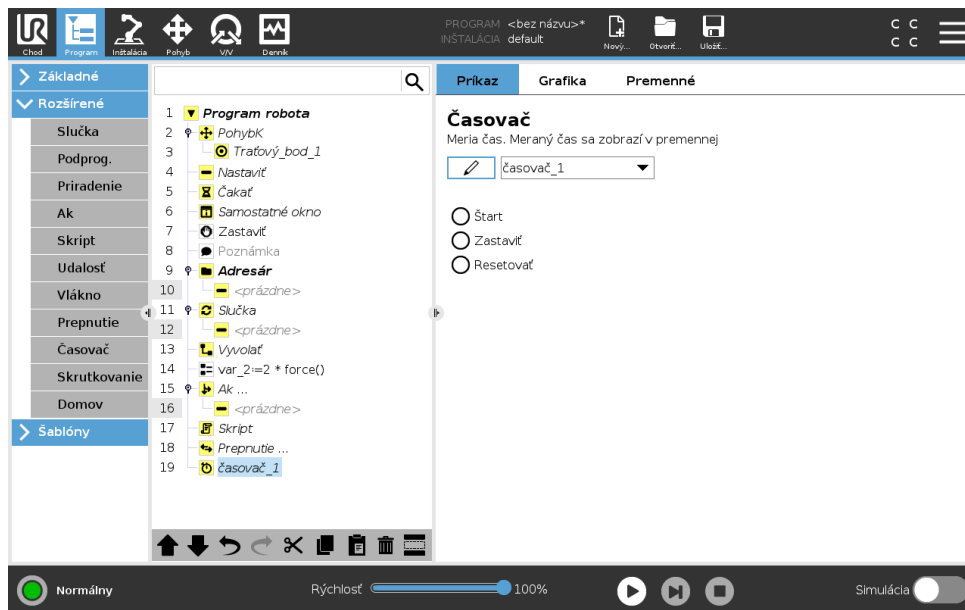 UR
PROGRAM <bez názvu>*
INŠTALÁCIA default
Chod Program Inštalácia Pohyb V/V Denník Nový... Otvoriť... Uložiť...
C C
C C
Základné
Rozšírené
Slučka
Podprog.
Priradenie
Ak
Skript
Udalosť
Vlákno
Prepnutie
Časovač
Skrutkovanie
Domov
Šablóny
1 Program robota
2 PohybK
3 Traťový_bod_1
4 Nastaviť
5 Čakať
6 Samostatné okno
7 Zastaviť
8 Poznámka
9 Adresár
10 <prázdne>
11 Slučka
12 <prázdne>
13 Vyvolať
14 var_2:=2 * force()
15 Ak ...
16 <prázdne>
17 Skript
18 Prepnutie ...
19 časovač_1
Príkaz Grafika Premenné
Časovač
Meria čas. Meraný čas sa zobrazí v premennej
časovač_1
Štart
Zastaviť
Resetovať
Normálny
Rýchlosť 100%
Simulácia